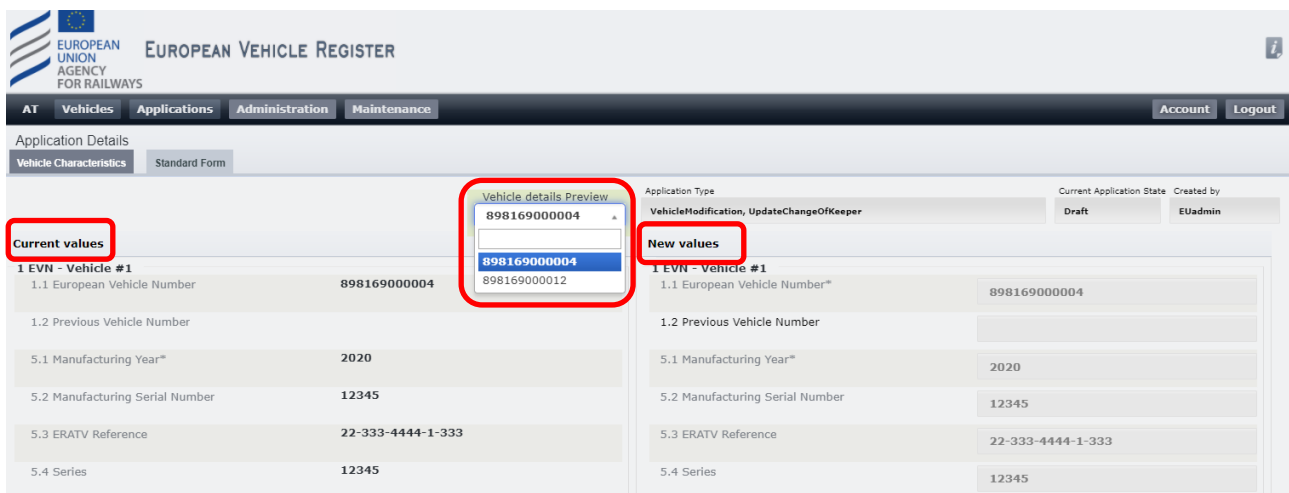 EUROPEAN
UNION
AGENCY
FOR RAILWAYS
EUROPEAN VEHICLE REGISTER
i
AT Vehicles Applications Administration Maintenance Account Logout
Application Details
Vehicle Characteristics Standard Form
Vehicle details Preview
898169000004
898169000004
898169000012
Application Type Current Application State Created by
VehicleModification, UpdateChangeOfKeeper Draft EUadmin
Current values
1 EVN - Vehicle #1
1.1 European Vehicle Number 898169000004
1.2 Previous Vehicle Number
5.1 Manufacturing Year* 2020
5.2 Manufacturing Serial Number 12345
5.3 ERATV Reference 22-333-4444-1-333
5.4 Series 12345
New values
1 EVN - Vehicle #1
1.1 European Vehicle Number* 898169000004
1.2 Previous Vehicle Number
5.1 Manufacturing Year* 2020
5.2 Manufacturing Serial Number 12345
5.3 ERATV Reference 22-333-4444-1-333
5.4 Series 12345